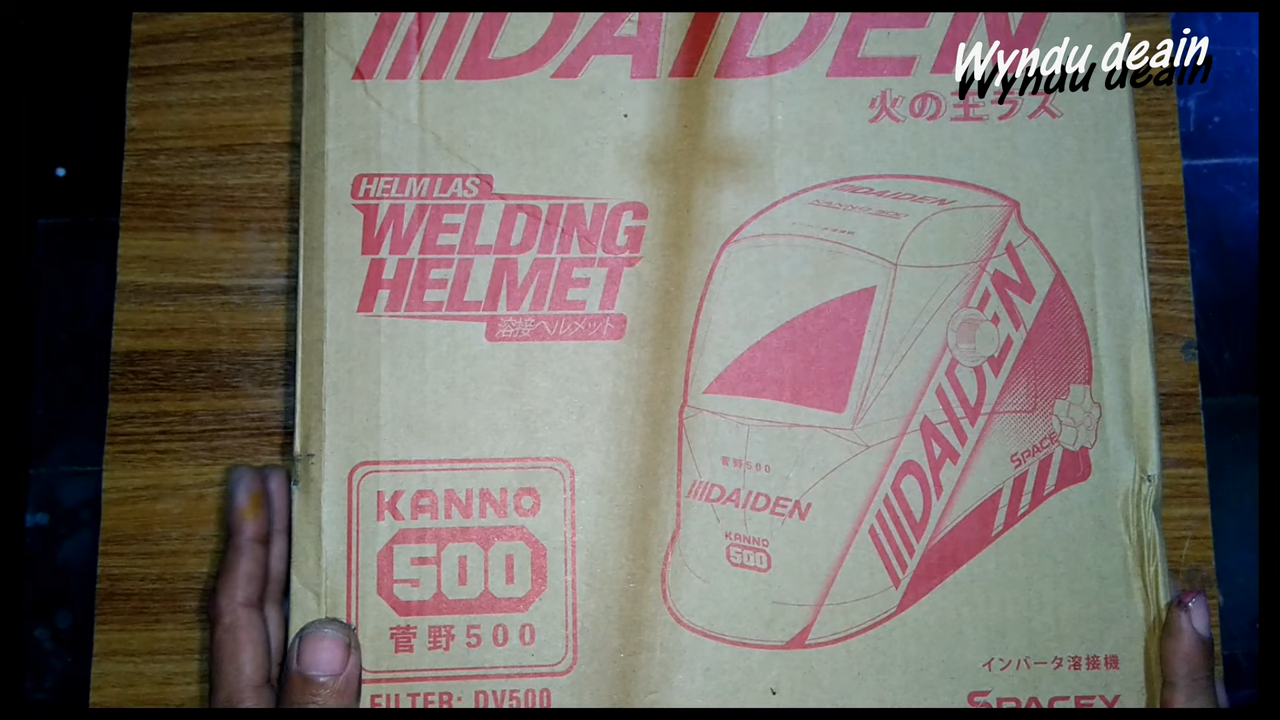 DAIDEN
Wyndu deain
火の王ラス
HELM LAS
WELDING
HELMET
溶接ヘルメット
DAIDEN
KANNO 500
DAIDEN
SPACE
菅野500
DAIDEN
KANNO
500
KANNO
500
菅野500
FILTER: DV500
インバータ溶接機
SPACEY